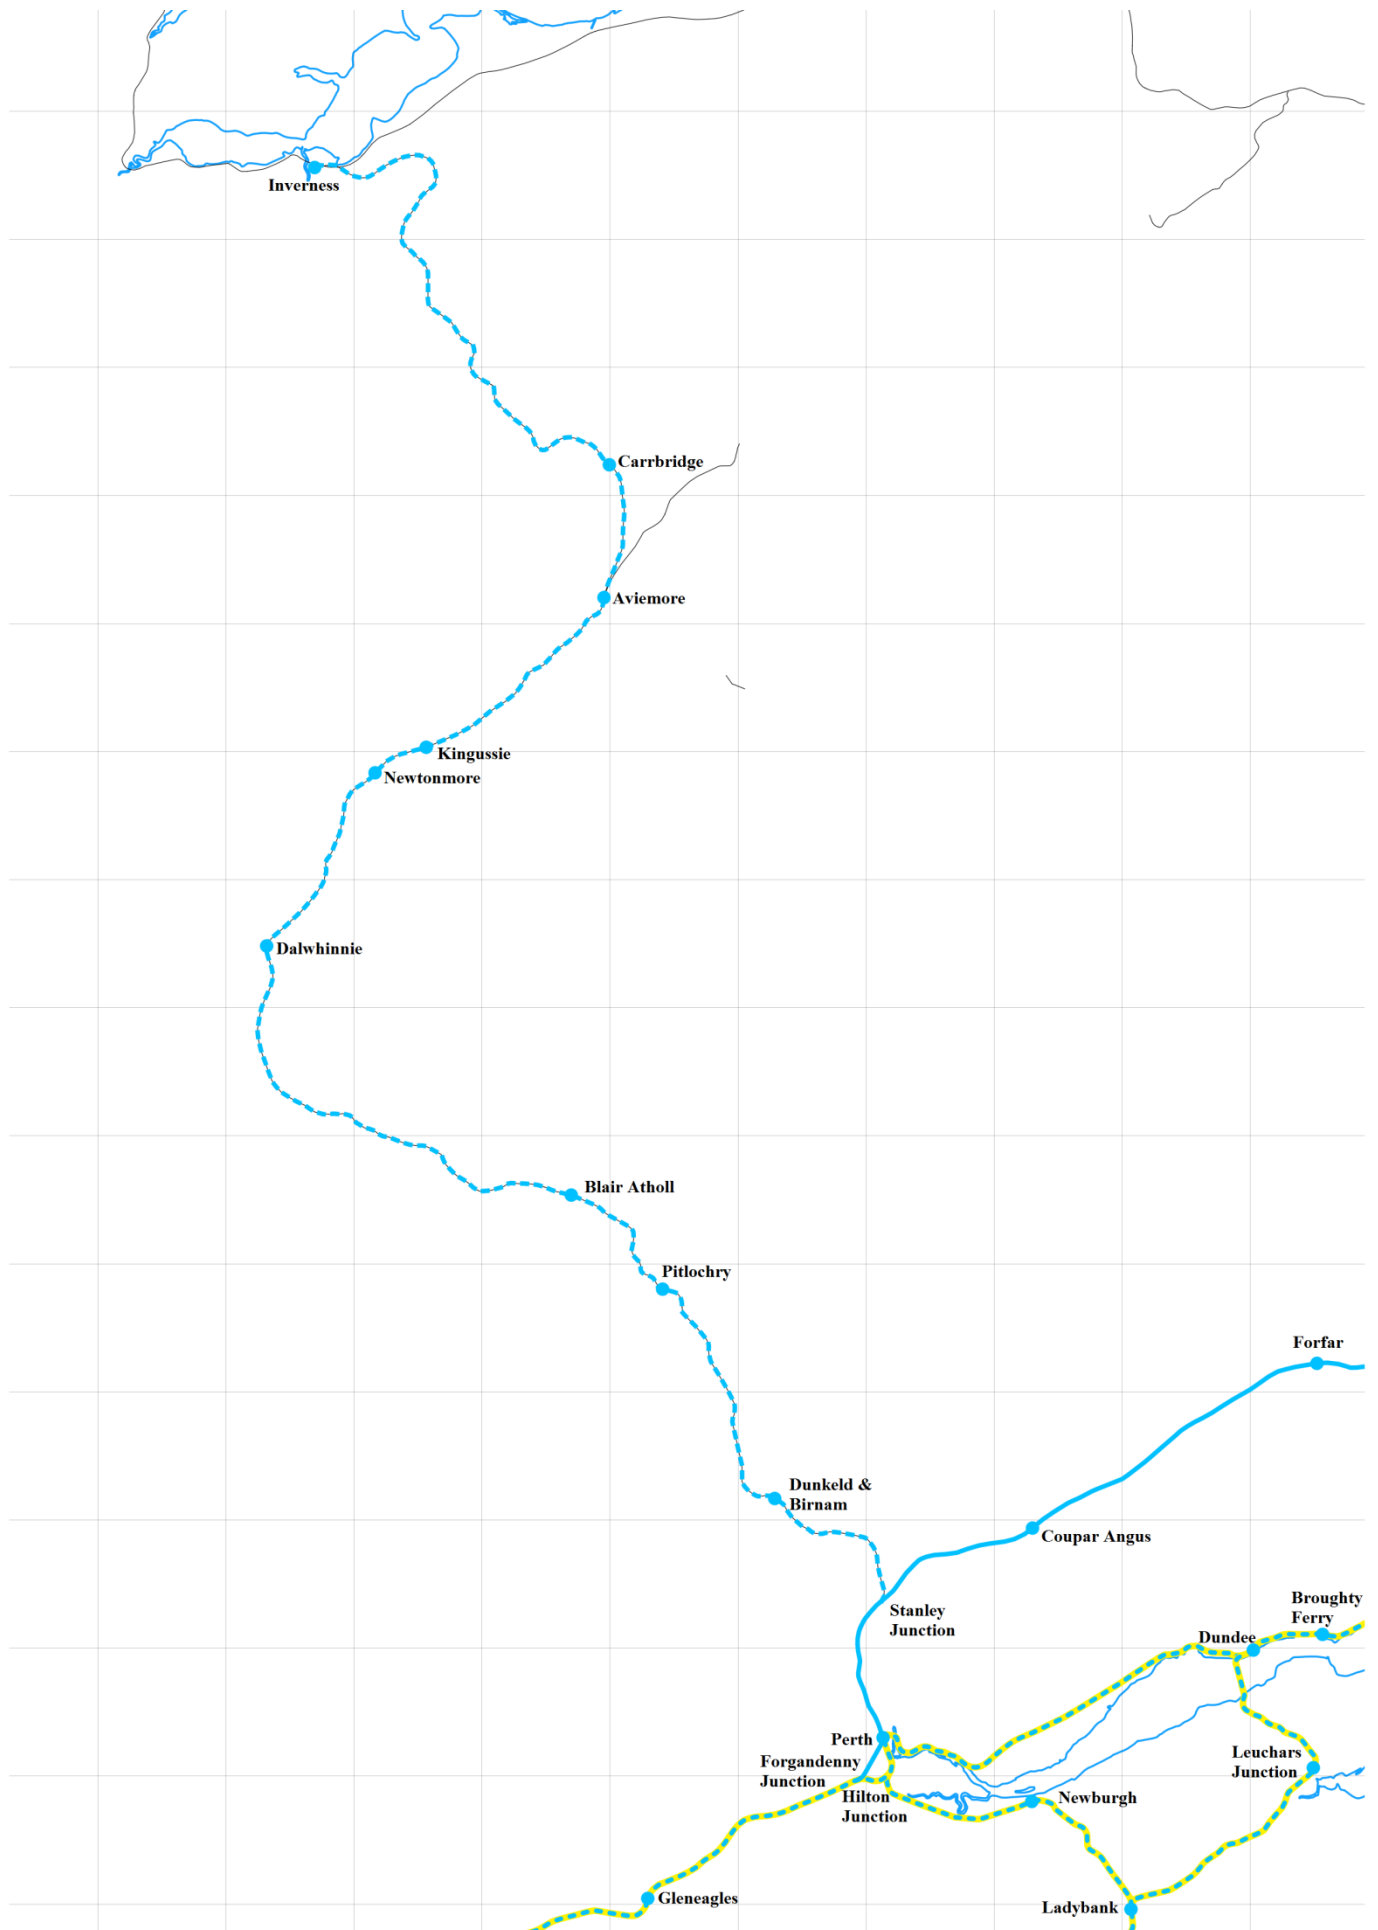 Inverness
Carrbridge
Aviemore
Kingussie
Newtonmore
Dalwhinnie
Blair Atholl
Pitlochry
Forfar
Dunkeld &
Birnam
Coupar Angus
Stanley
Junction
Broughty
Ferry
Dundee
Perth
Forgandenny
Junction
Leuchars
Junction
Hilton
Junction
Newburgh
Gleneagles
Ladybank